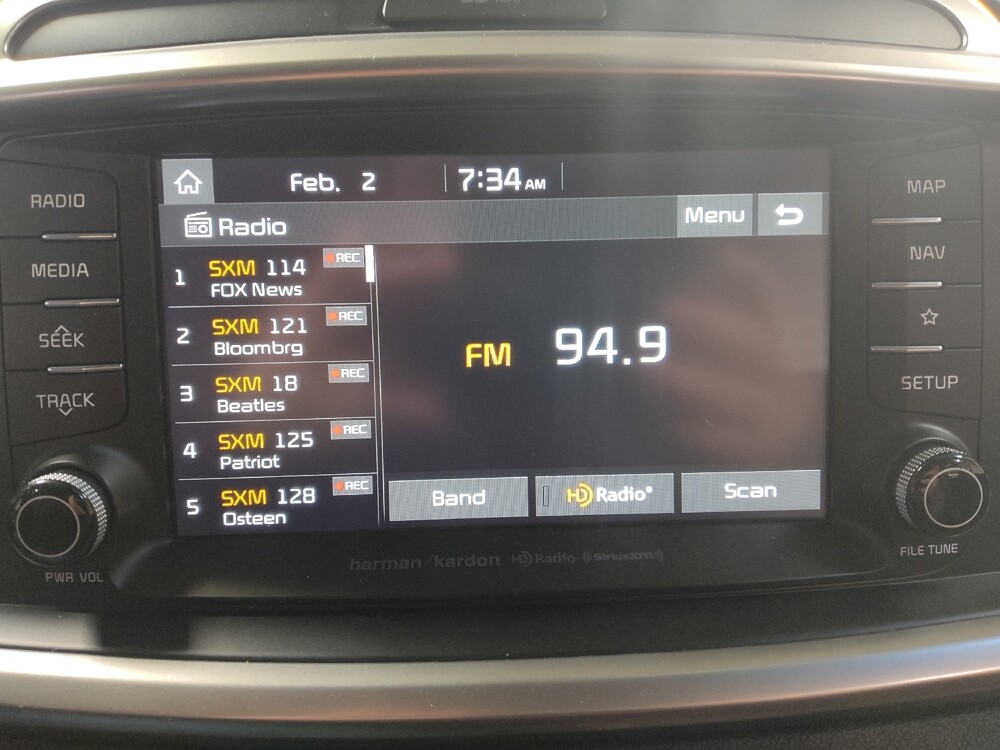 Feb. 2 7:34 AM
Radio Menu
1 SXM 114 REC
FOX News
2 SXM 121 REC
Bloombrg
3 SXM 18 REC
Beatles
4 SXM 125 REC
Patriot
5 SXM 128 REC
Osteen
FM 94.9
Band HD Radio® Scan
RADIO
MEDIA
SEEK
TRACK
PWR VOL
MAP
NAV
SETUP
FILE TUNE
harman/kardon HD Radio ((SiriusXM))